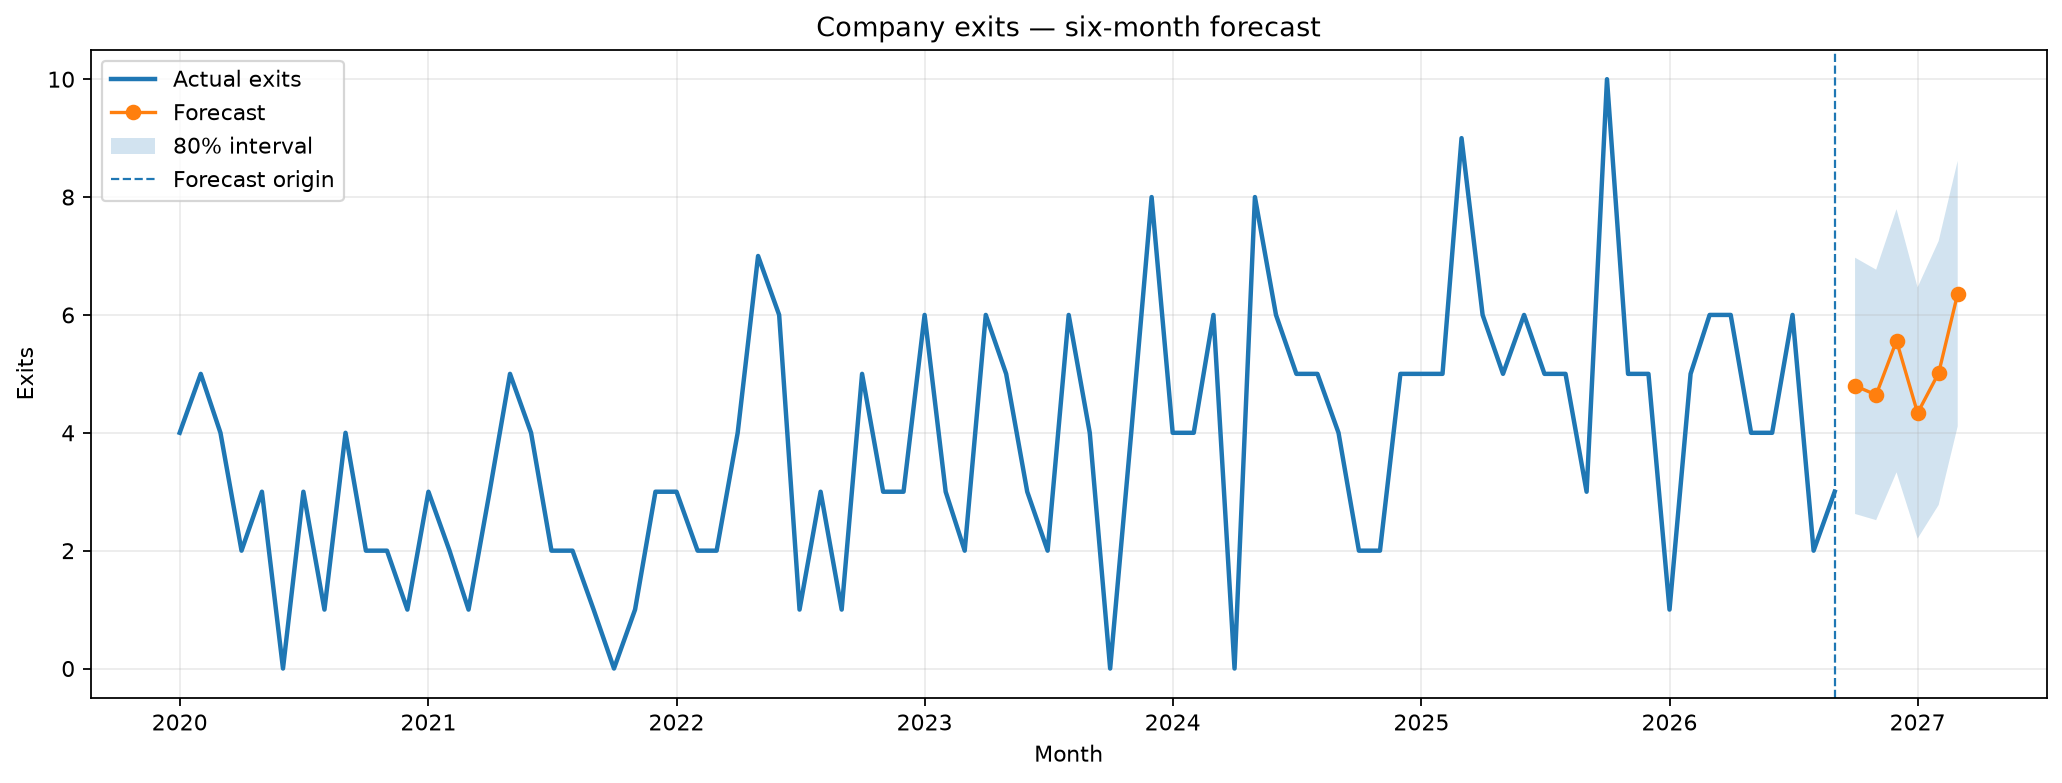 Company exits — six-month forecast
Actual exits
Forecast
80% interval
Forecast origin
Exits
10
8
6
4
2
0
2020
2021
2022
2023
2024
2025
2026
2027
Month